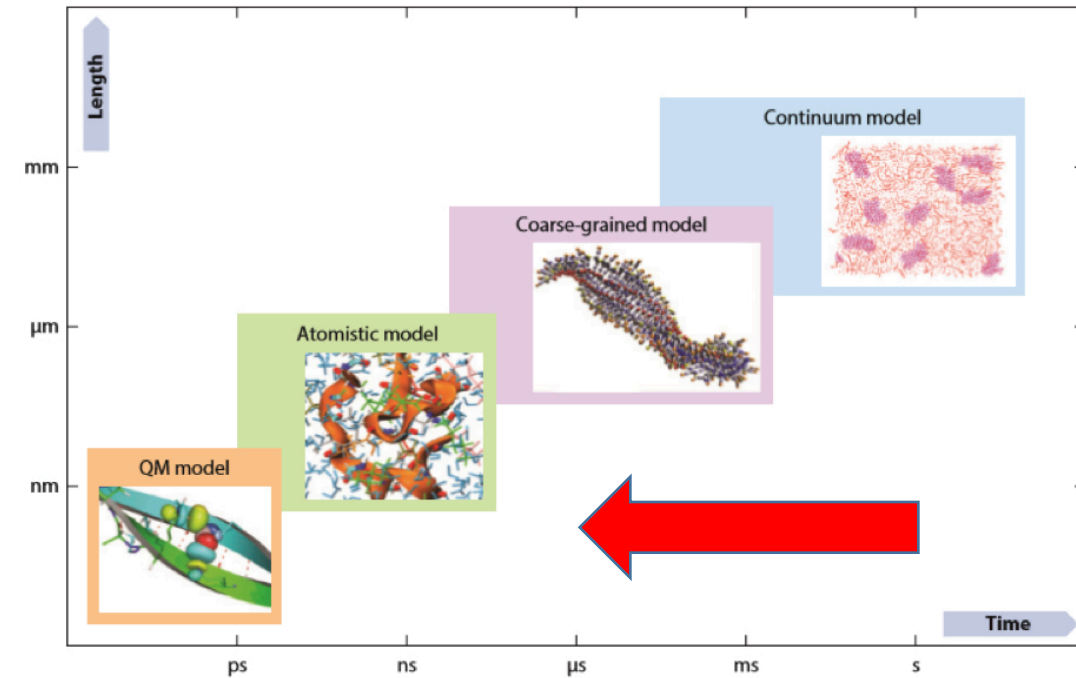 Length
Continuum model
mm
Coarse-grained model
µm
Atomistic model
QM model
nm
Time
ps
ns
µs
ms
s